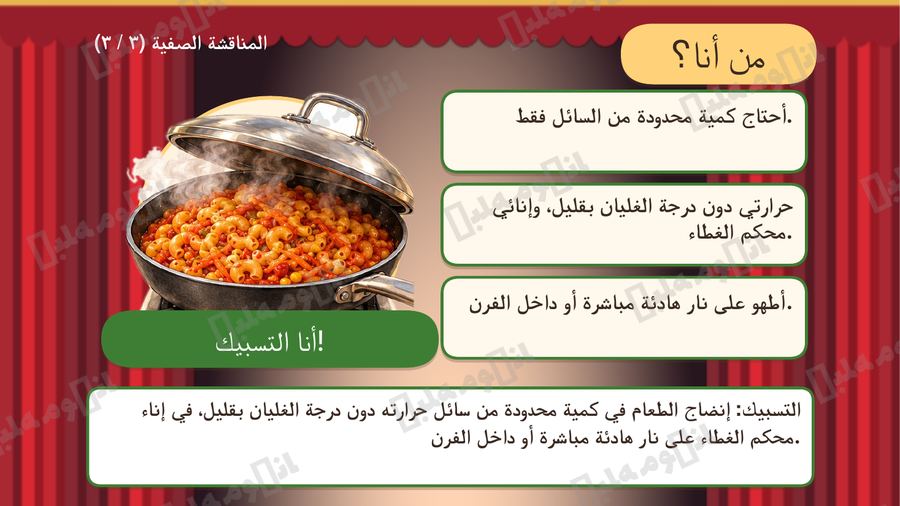 المناقشة الصفية (٣ / ٣)
من أنا؟
أحتاج كمية محدودة من السائل فقط.
حرارتي دون درجة الغليان بقليل، وإنائي
محكم الغطاء.
أطهو على نار هادئة مباشرة أو داخل الفرن.
أنا التسبيك!
التسبيك: إنضاج الطعام في كمية محدودة من سائل حرارته دون درجة الغليان بقليل، في إناء
محكم الغطاء على نار هادئة مباشرة أو داخل الفرن.